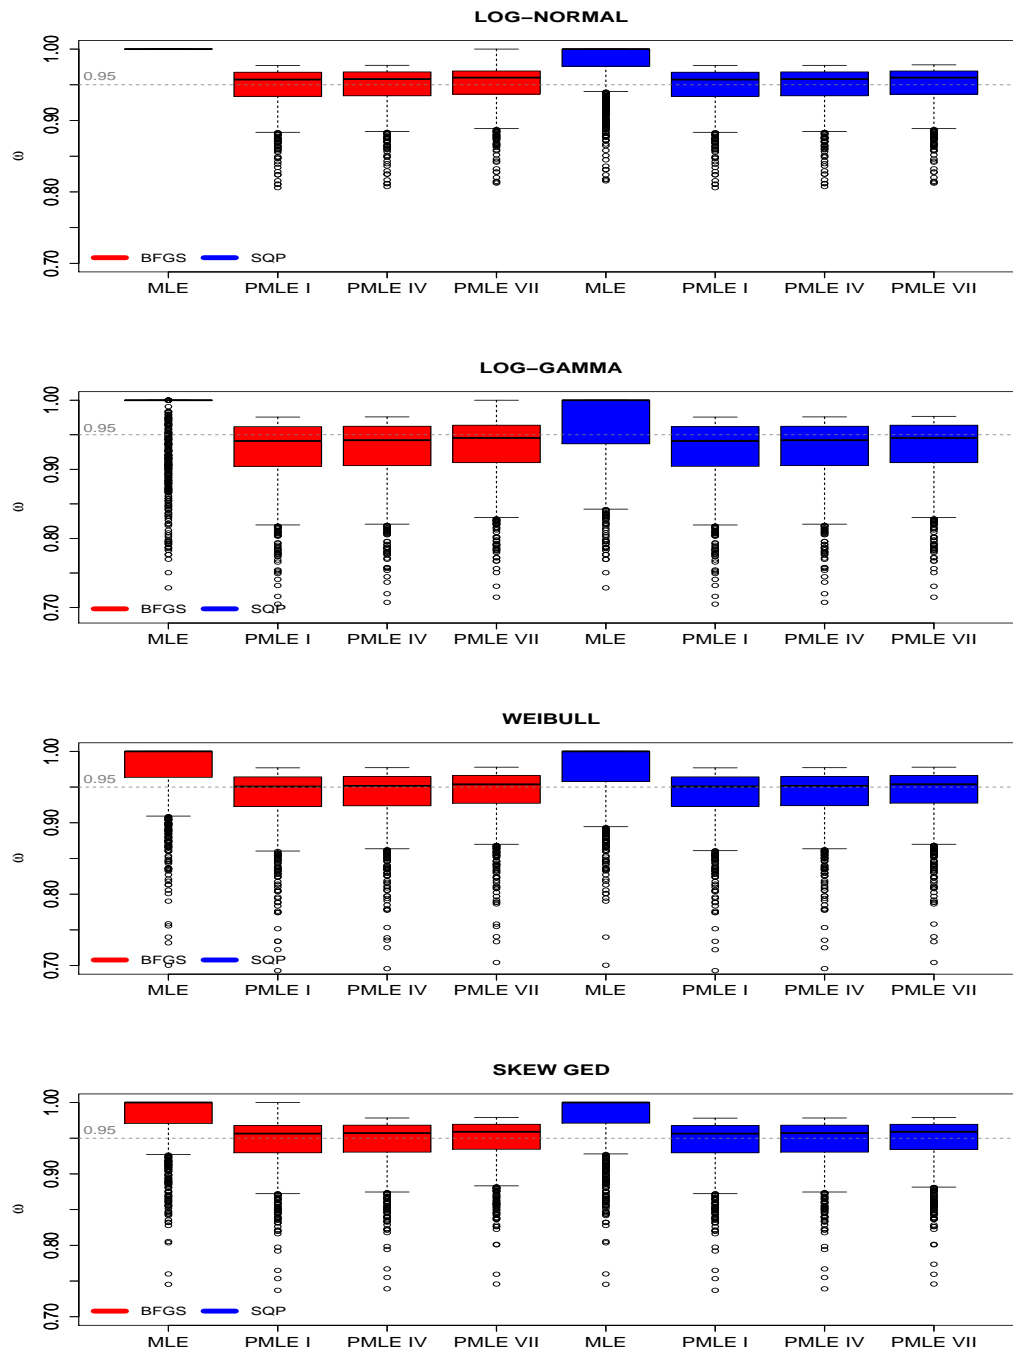 LOG–NORMAL
1.00
0.95
0.90
0.80
0.70
ω
BFGS SQP
MLE PMLE I PMLE IV PMLE VII MLE PMLE I PMLE IV PMLE VII
LOG–GAMMA
1.00
0.95
0.90
0.80
0.70
ω
BFGS SQP
MLE PMLE I PMLE IV PMLE VII MLE PMLE I PMLE IV PMLE VII
WEIBULL
1.00
0.95
0.90
0.80
0.70
ω
BFGS SQP
MLE PMLE I PMLE IV PMLE VII MLE PMLE I PMLE IV PMLE VII
SKEW GED
1.00
0.95
0.90
0.80
0.70
ω
BFGS SQP
MLE PMLE I PMLE IV PMLE VII MLE PMLE I PMLE IV PMLE VII